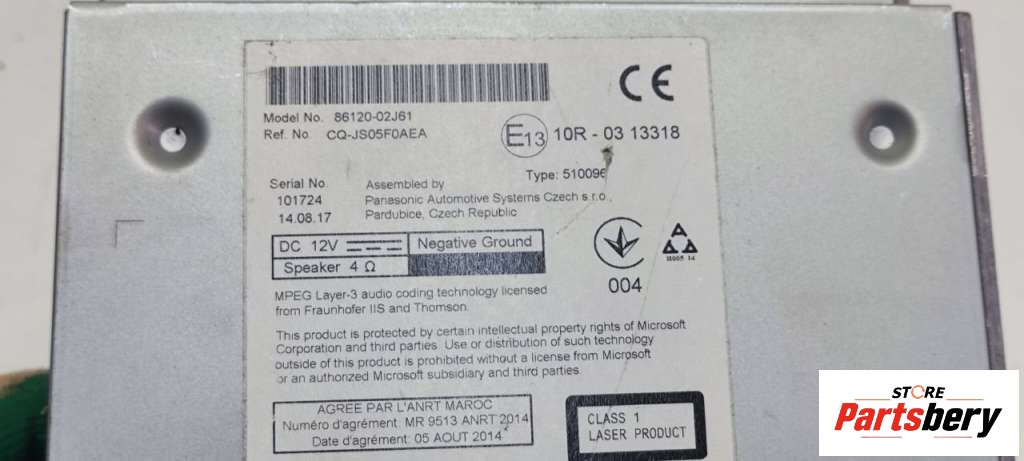 CE
Model No. 86120-02J61
Ref. No. CQ-JS05F0AEA
E13 10R - 03 13318
Type: 510096
Serial No
101724
14.08.17
Assembled by
Panasonic Automotive Systems Czech s.r.o.,
Pardubice, Czech Republic
DC 12V
Negative Ground
Speaker 4 Ω
004
MPEG Layer-3 audio coding technology licensed
from Fraunhofer IIS and Thomson.
This product is protected by certain intellectual property rights of Microsoft
Corporation and third parties. Use or distribution of such technology
outside of this product is prohibited without a license from Microsoft
or an authorized Microsoft subsidiary and third parties.
AGREE PAR L'ANRT MAROC
Numéro d'agrément: MR 9513 ANRT 2014
Date d'agrément: 05 AOUT 2014
CLASS 1
LASER PRODUCT
STORE
Partsbery